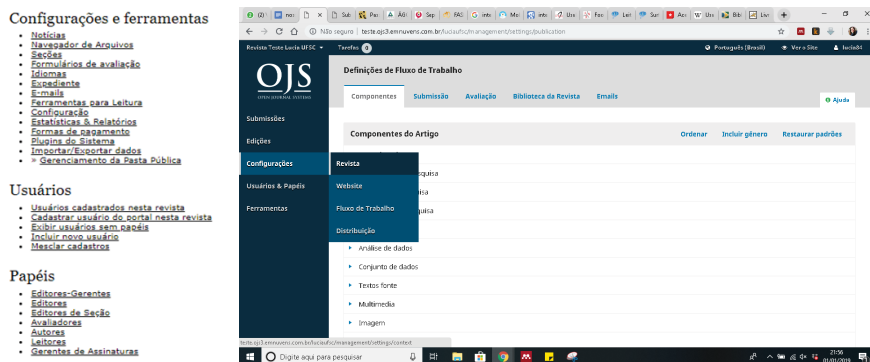 Configurações e ferramentas
Notícias
Navegador de Arquivos
Seções
Formulários de avaliação
Idiomas
Expediente
E-mails
Ferramentas para Leitura
Configuração
Estatísticas & Relatórios
Formas de pagamento
Plugins do Sistema
Importar/Exportar dados
» Gerenciamento da Pasta Pública
Usuários
Usuários cadastrados nesta revista
Cadastrar usuário do portal nesta revista
Exibir usuários sem papéis
Incluir novo usuário
Mesclar cadastros
Papéis
Editores-Gerentes
Editores
Editores de Seção
Avaliadores
Autores
Leitores
Gerentes de Assinaturas
Não seguro | teste.ojs3.emnuvens.com.br/luciaufsc/management/settings/publication
Revista Teste Lucia UFSC
Tarefas 0
Português (Brasil)
Ver o Site
lucia84
OJS
OPEN JOURNAL SYSTEMS
Submissões
Edições
Configurações
Usuários & Papéis
Ferramentas
Revista
Website
Fluxo de Trabalho
Distribuição
Definições de Fluxo de Trabalho
Componentes
Submissão
Avaliação
Biblioteca da Revista
Emails
Ajuda
Componentes do Artigo
Ordenar
Incluir gênero
Restaurar padrões
squisa
isa
quisa
Análise de dados
Conjunto de dados
Textos fonte
Multimedia
Imagem
teste.ojs3.emnuvens.com.br/luciaufsc/management/settings/context
Digite aqui para pesquisar
21:56
01/01/2019